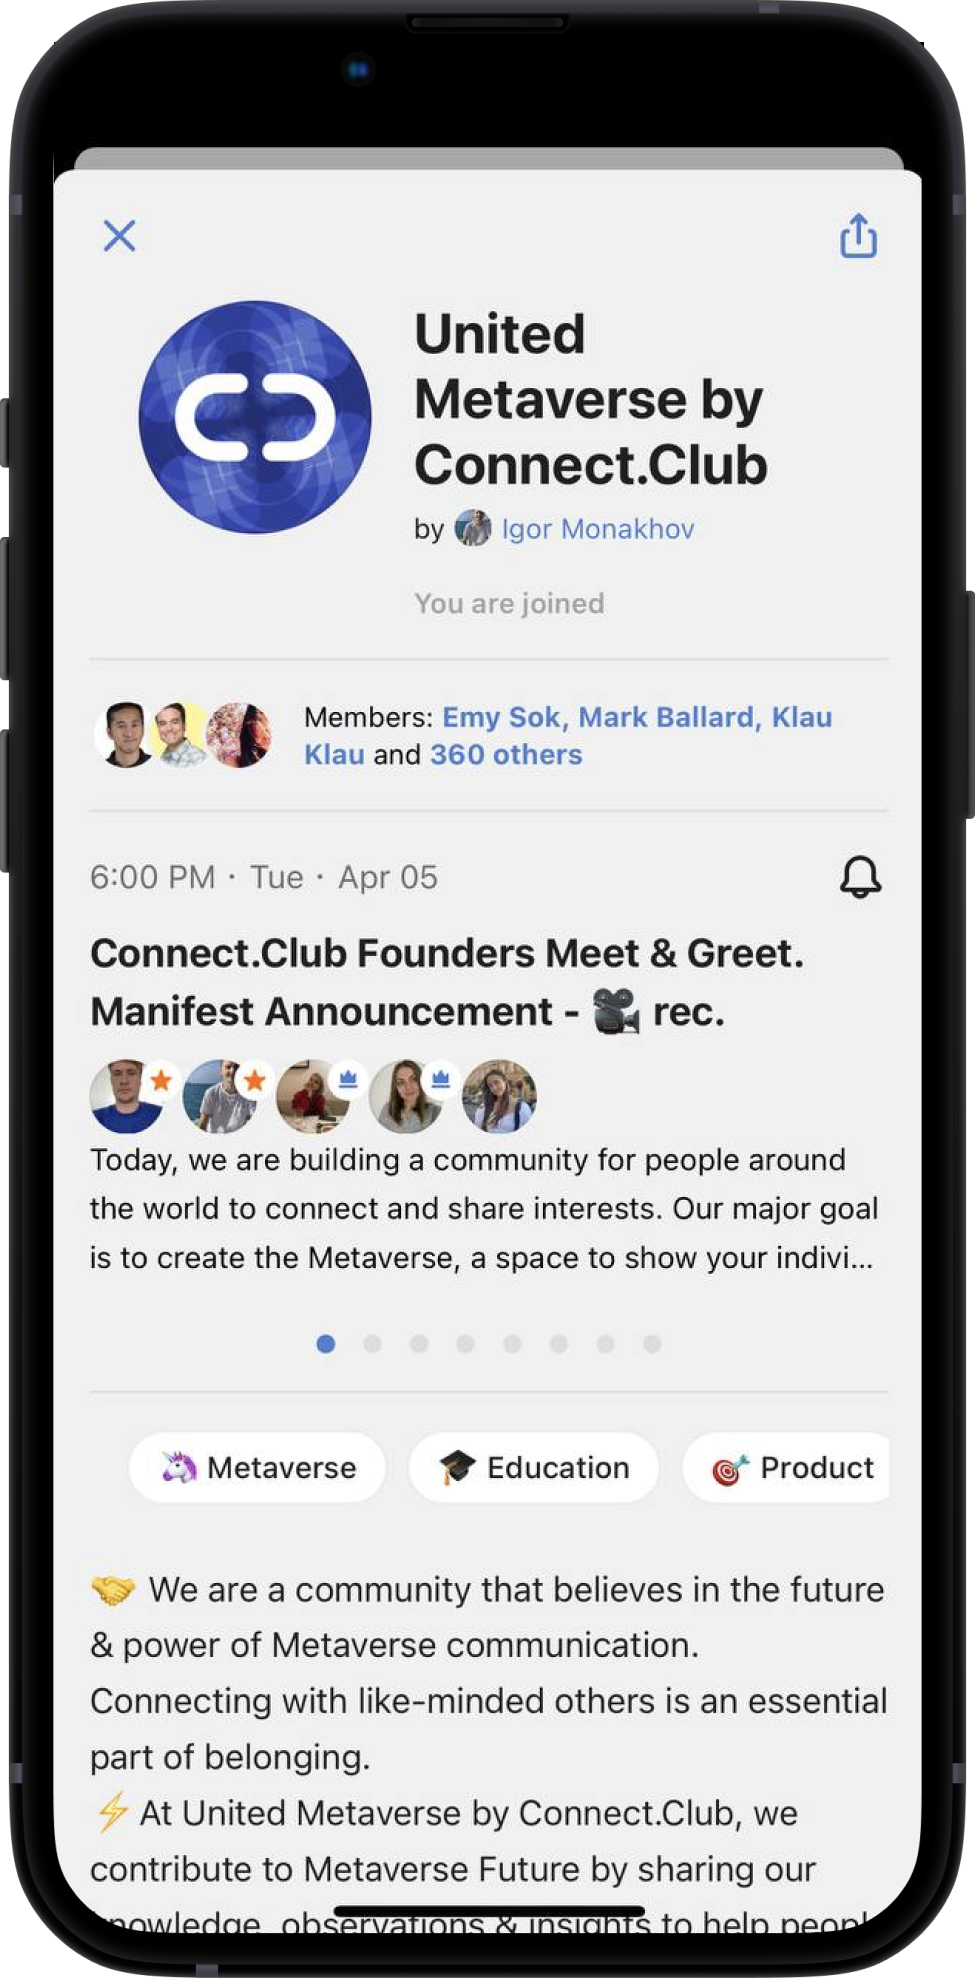 United
Metaverse by
Connect.Club
by Igor Monakhov
You are joined
Members: Emy Sok, Mark Ballard, Klau
Klau and 360 others
6:00 PM · Tue · Apr 05
Connect.Club Founders Meet & Greet.
Manifest Announcement - 🎥 rec.
Today, we are building a community for people around
the world to connect and share interests. Our major goal
is to create the Metaverse, a space to show your indivi...
🦄 Metaverse 🎓 Education 🎯 Product
🤝 We are a community that believes in the future
& power of Metaverse communication.
Connecting with like-minded others is an essential
part of belonging.
⚡ At United Metaverse by Connect.Club, we
contribute to Metaverse Future by sharing our
knowledge, observations & insights to help